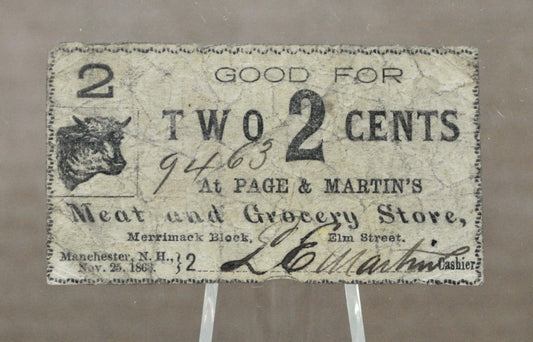 2 GOOD FOR
TWO 2 CENTS
9463
At PAGE & MARTIN'S
Meat and Grocery Store,
Merrimack Block, Elm Street.
Manchester, N. H.,
Nov. 25, 1863. } 2 L E Martin Cashier